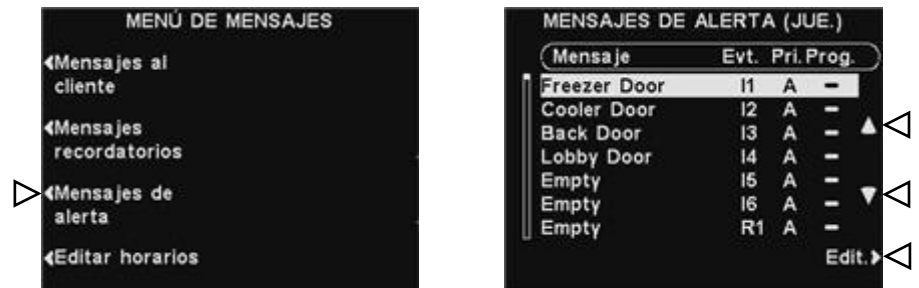 MENÚ DE MENSAJES
Mensajes al
cliente
Mensajes
recordatorios
Mensajes de
alerta
Editar horarios
MENSAJES DE ALERTA (JUE.)
Mensaje Evt. Pri. Prog.
Freezer Door I1 A –
Cooler Door I2 A –
Back Door I3 A –
Lobby Door I4 A –
Empty I5 A –
Empty I6 A –
Empty R1 A –
Edit.